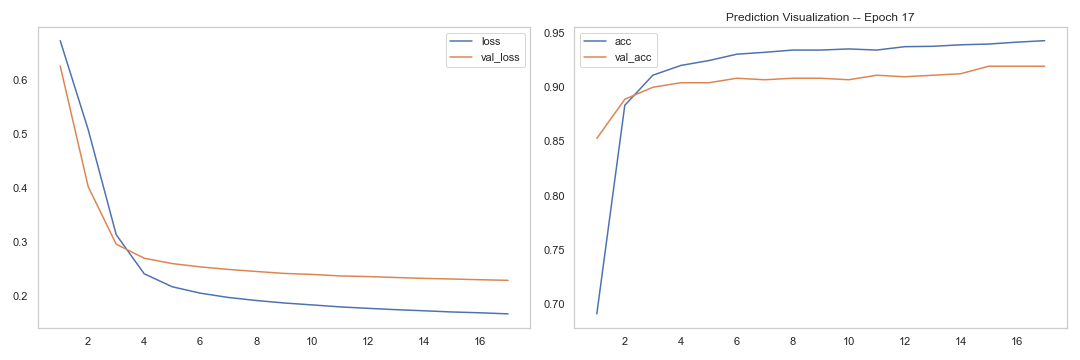 loss
val_loss
0.6
0.5
0.4
0.3
0.2
2 4 6 8 10 12 14 16
Prediction Visualization -- Epoch 17
acc
val_acc
0.95
0.90
0.85
0.80
0.75
0.70
2 4 6 8 10 12 14 16